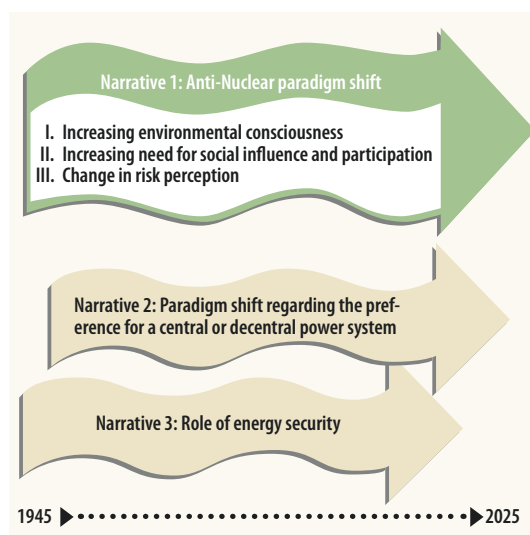 Narrative 1: Anti-Nuclear paradigm shift
I. Increasing environmental consciousness
II. Increasing need for social influence and participation
III. Change in risk perception
Narrative 2: Paradigm shift regarding the pref-
erence for a central or decentral power system
Narrative 3: Role of energy security
1945 2025